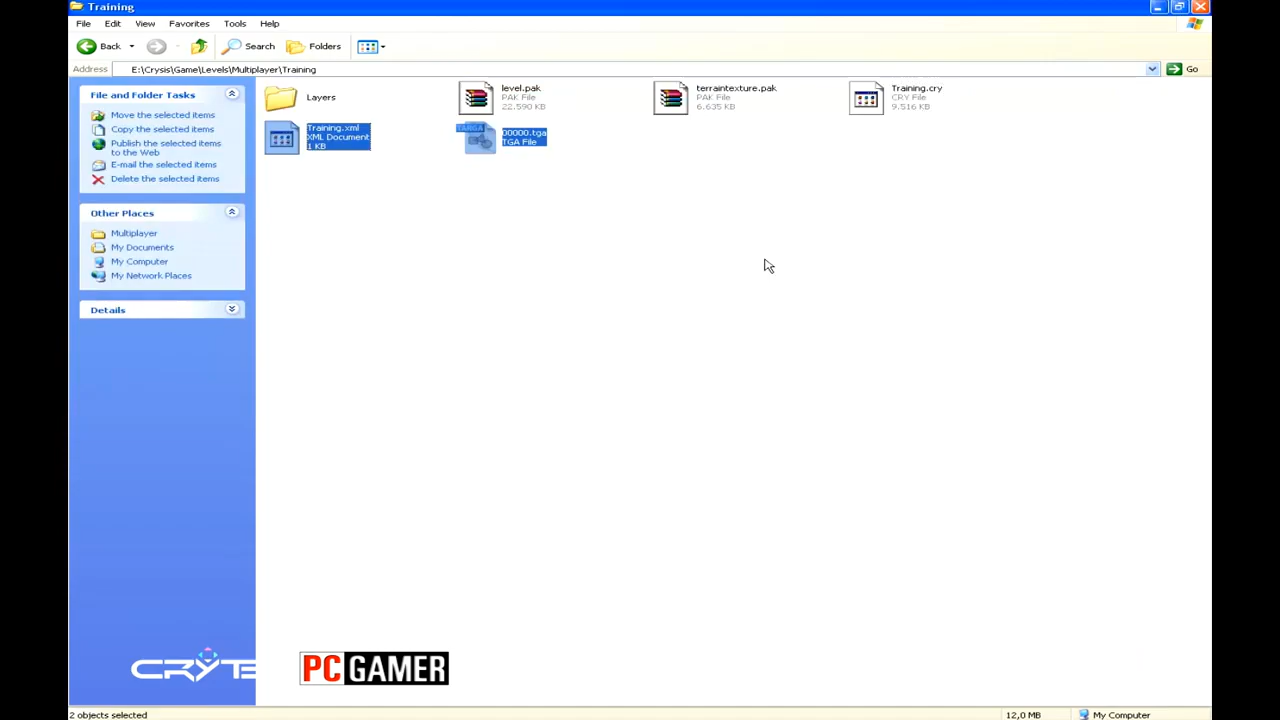 Training
File Edit View Favorites Tools Help
Back Search Folders
Address E:\Crysis\Game\Levels\Multiplayer\Training Go
File and Folder Tasks
Move the selected items
Copy the selected items
Publish the selected items
to the Web
E-mail the selected items
Delete the selected items
Other Places
Multiplayer
My Documents
My Computer
My Network Places
Details
Layers
level.pak
PAK File
22.590 KB
terraintexture.pak
PAK File
6.635 KB
Training.cry
CRY File
9.516 KB
Training.xml
XML Document
1 KB
TARGA
00000.tga
TGA File
CRYTE
PC GAMER
2 objects selected 12,0 MB My Computer